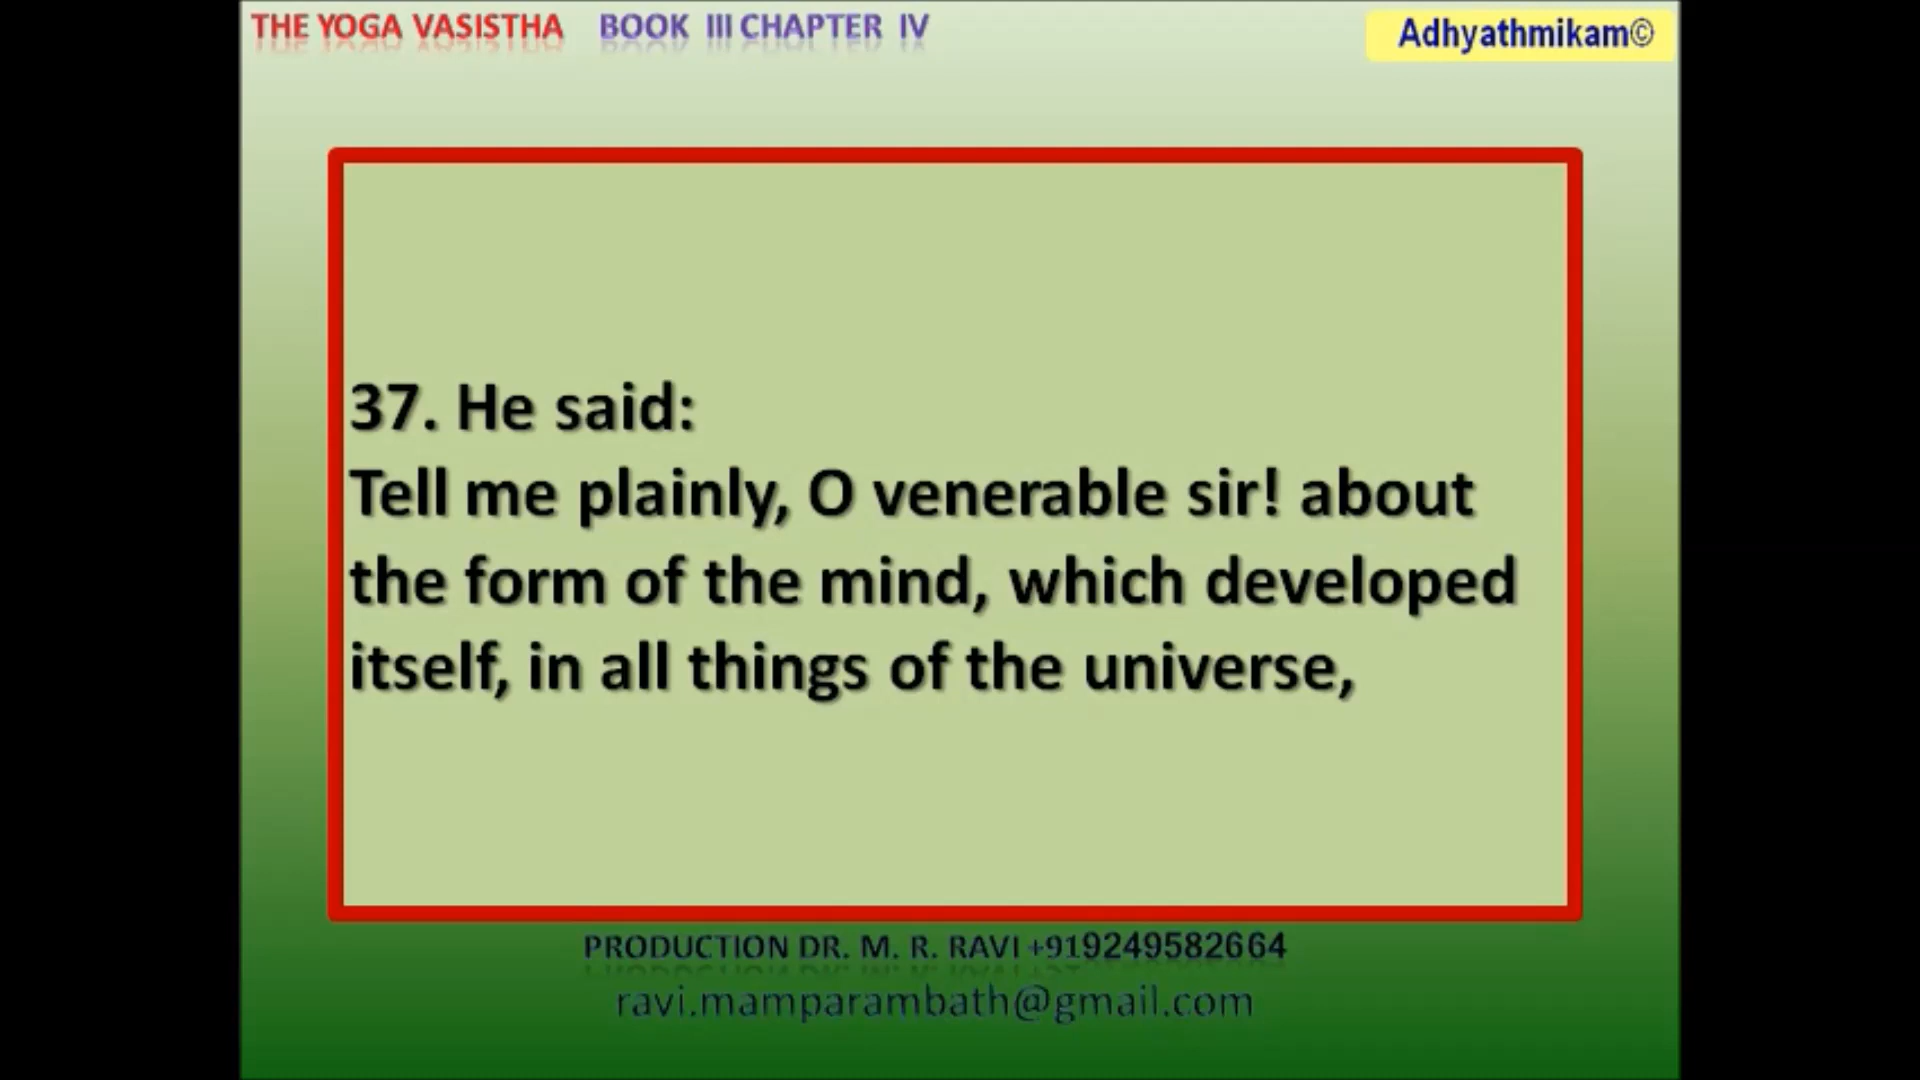 THE YOGA VASISTHA BOOK III CHAPTER IV
Adhyathmikam©
37. He said:
Tell me plainly, O venerable sir! about
the form of the mind, which developed
itself, in all things of the universe,
PRODUCTION DR. M. R. RAVI +919249582664
ravi.mamparambath@gmail.com